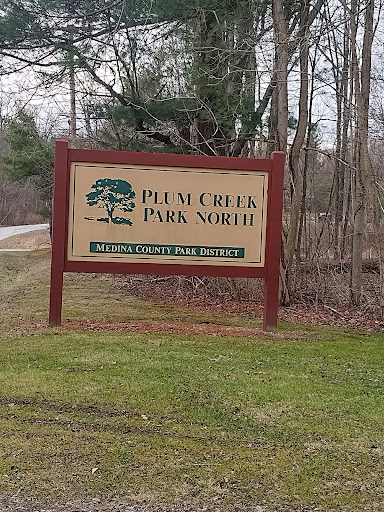 Plum Creek
Park North
Medina County Park District